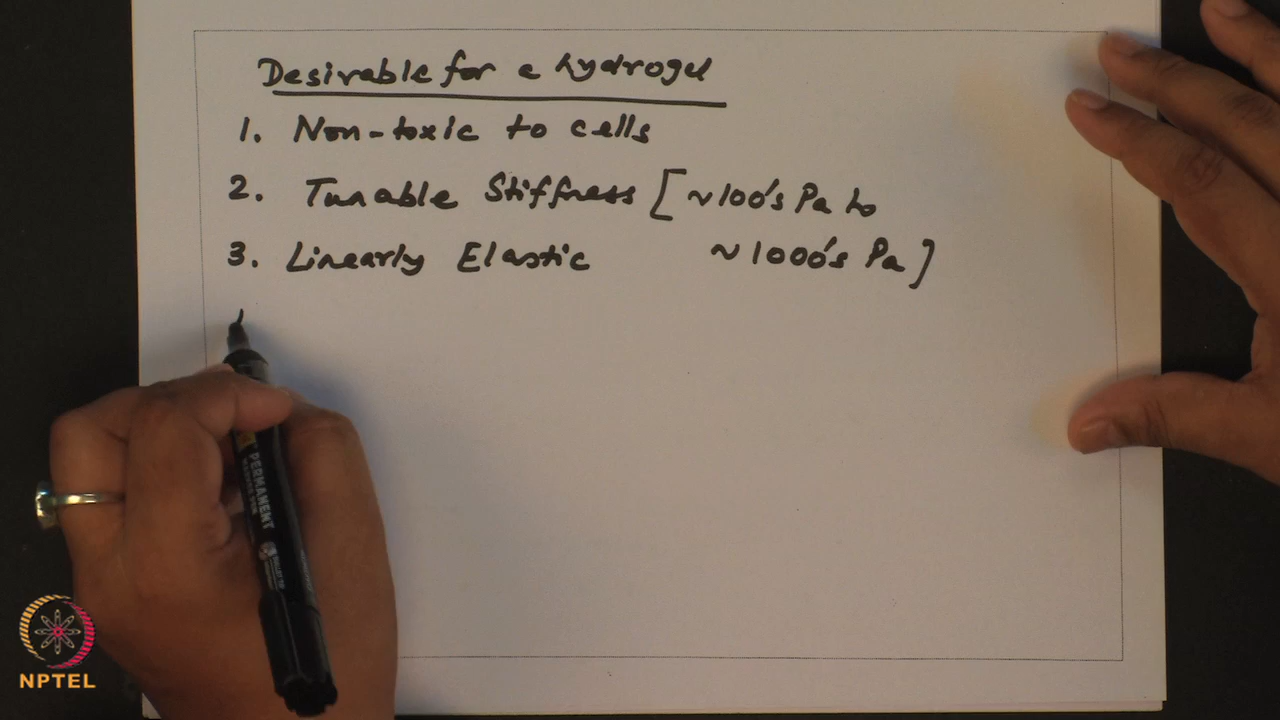 Desirable for a hydrogel
1. Non-toxic to cells
2. Tunable Stiffness [~100's Pa to
3. Linearly Elastic ~1000's Pa]
PERMANENT
NPTEL